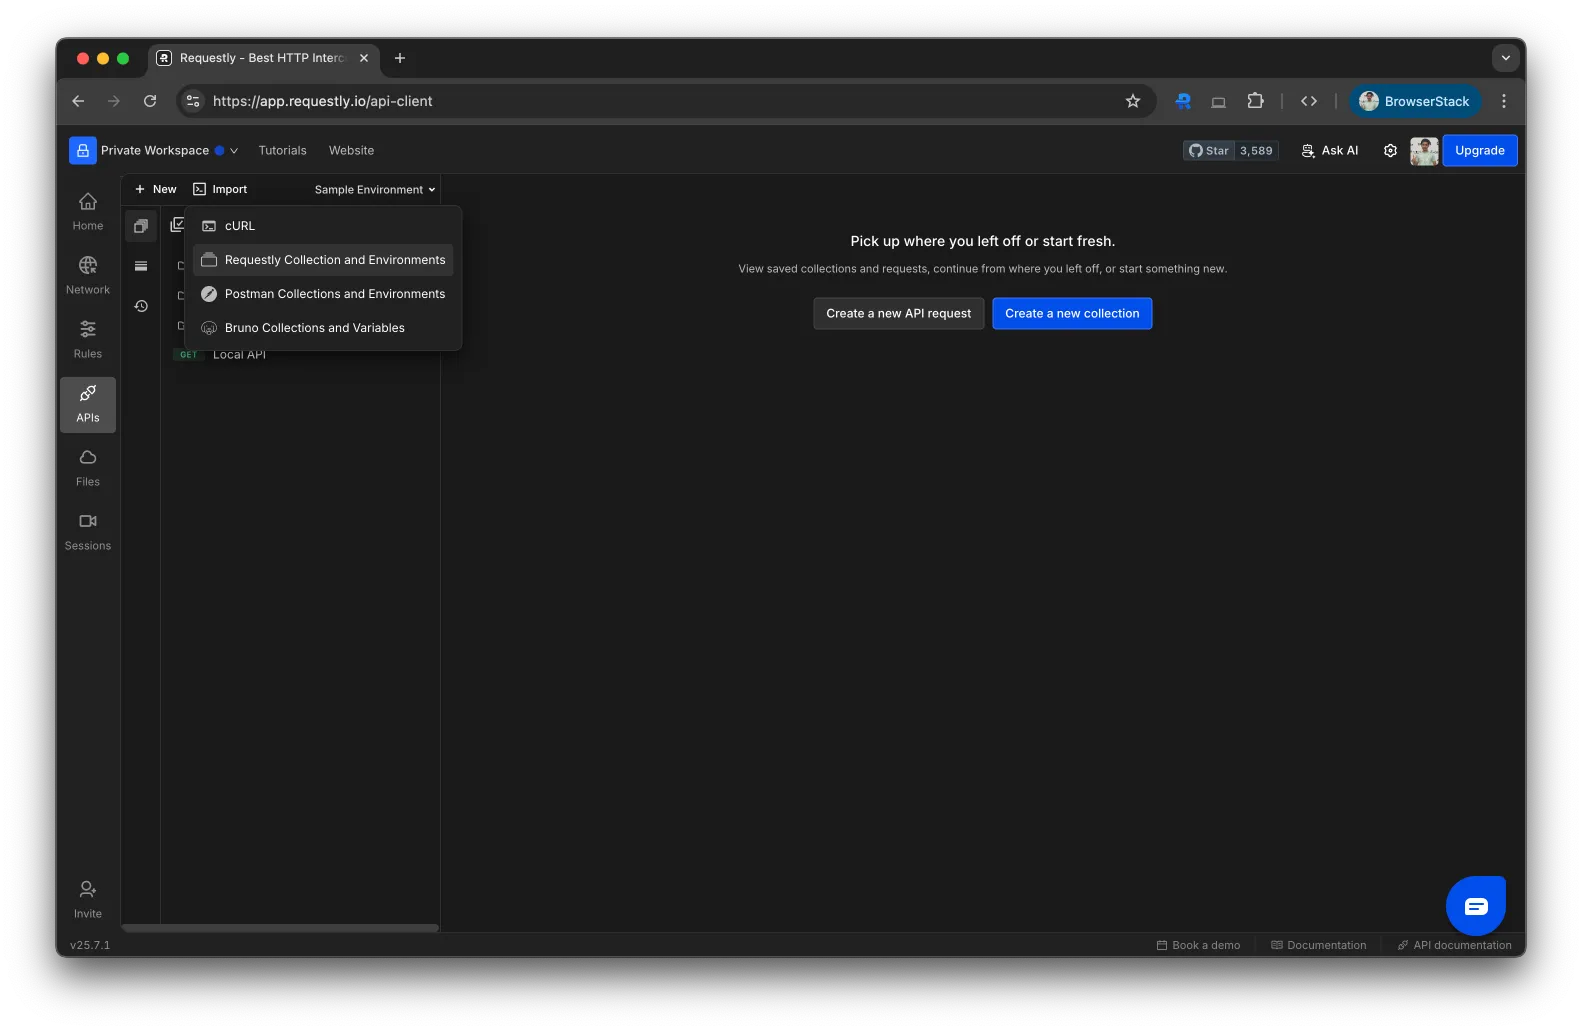 Requestly - Best HTTP Interc
https://app.requestly.io/api-client
BrowserStack
Private Workspace
Tutorials
Website
Star
3,589
Ask AI
Upgrade
New
Import
Sample Environment
Home
Network
Rules
APIs
Files
Sessions
Invite
v25.7.1
cURL
Requestly Collection and Environments
Postman Collections and Environments
Bruno Collections and Variables
GET Local API
Pick up where you left off or start fresh.
View saved collections and requests, continue from where you left off, or start something new.
Create a new API request
Create a new collection
Book a demo
Documentation
API documentation